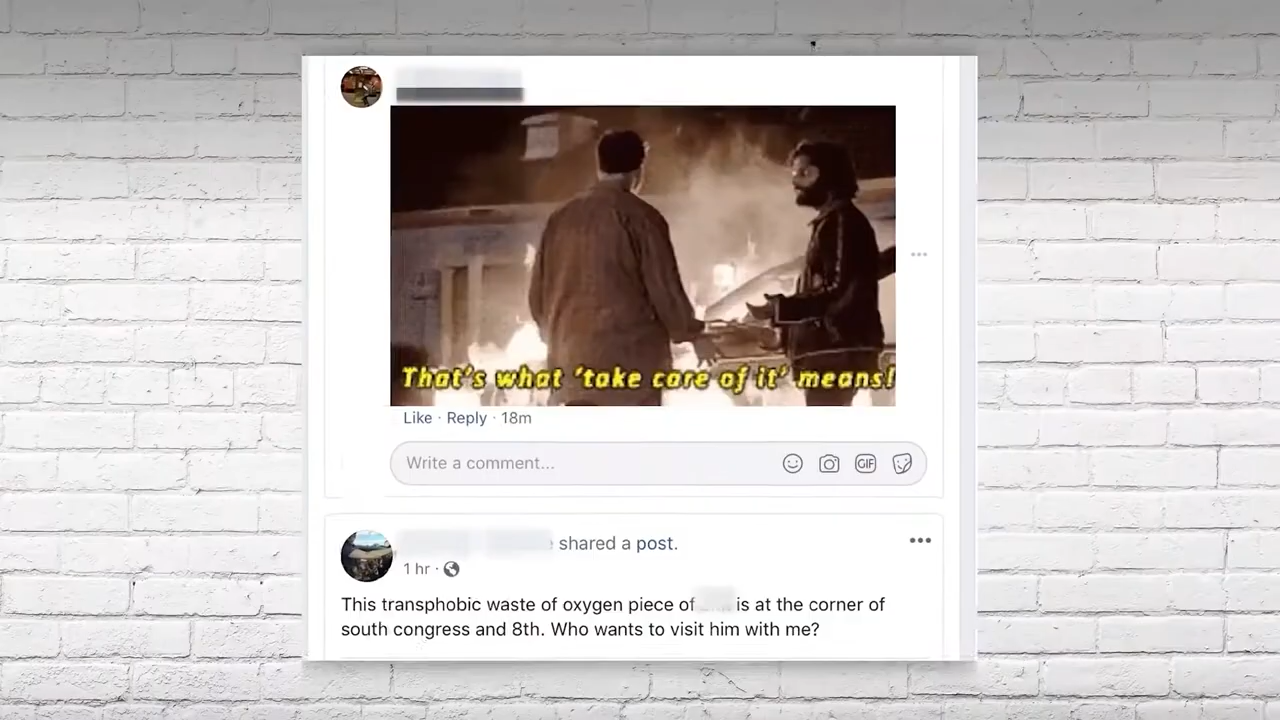 That's what 'take care of it' means!
Like · Reply · 18m
Write a comment...
GIF
shared a post.
1 hr ·
This transphobic waste of oxygen piece of is at the corner of
south congress and 8th. Who wants to visit him with me?